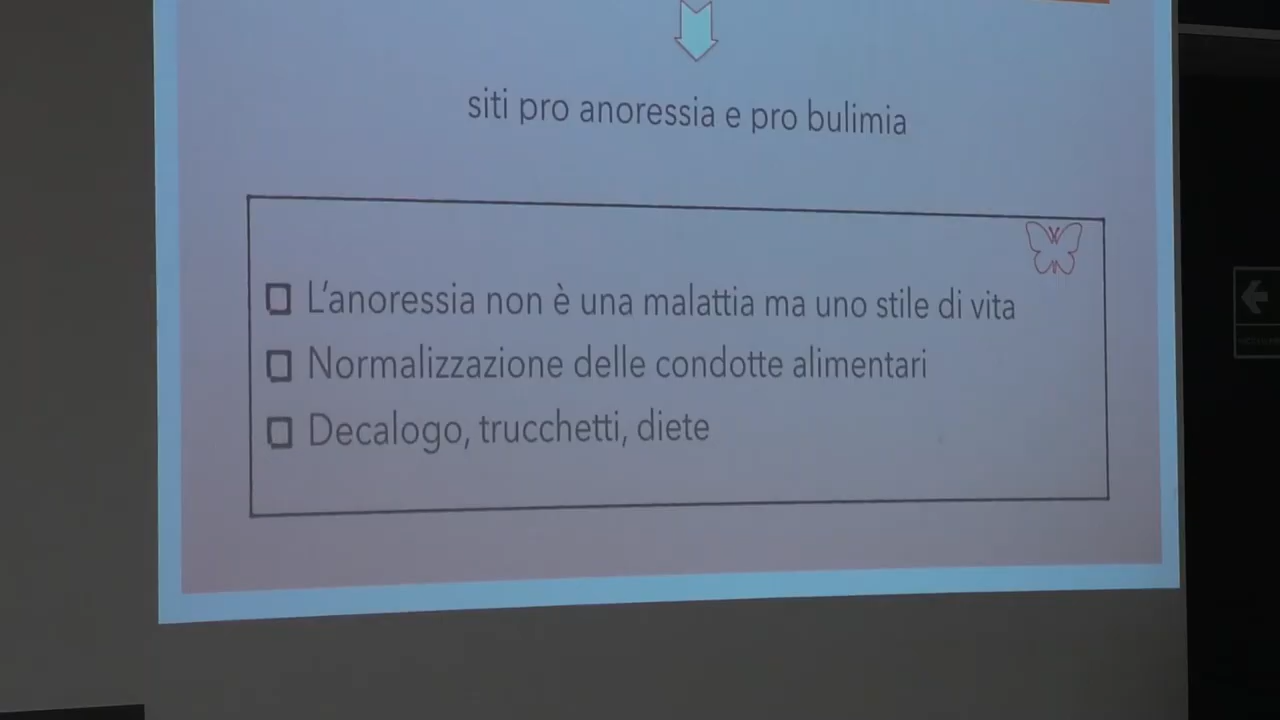 siti pro anoressia e pro bulimia
L'anoressia non è una malattia ma uno stile di vita
Normalizzazione delle condotte alimentari
Decalogo, trucchetti, diete